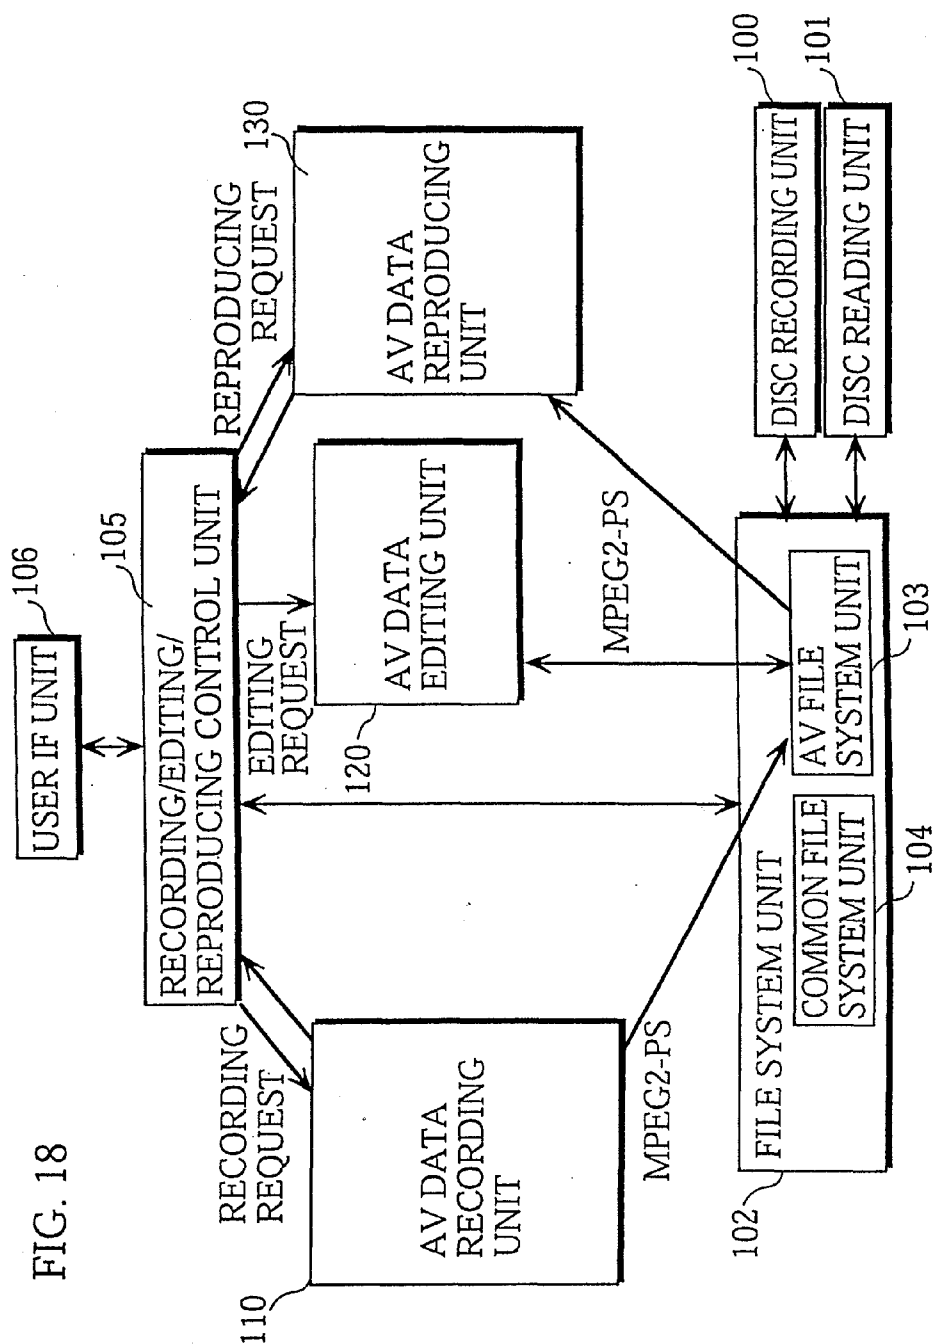 FIG. 18
USER IF UNIT
106
RECORDING/EDITING/
REPRODUCING CONTROL UNIT
105
RECORDING
REQUEST
EDITING
REQUEST
REPRODUCING
REQUEST
110
AV DATA
RECORDING
UNIT
120
AV DATA
EDITING UNIT
130
AV DATA
REPRODUCING
UNIT
MPEG2-PS
MPEG2-PS
102
FILE SYSTEM UNIT
COMMON FILE
SYSTEM UNIT
104
AV FILE
SYSTEM UNIT
103
DISC RECORDING UNIT
100
DISC READING UNIT
101